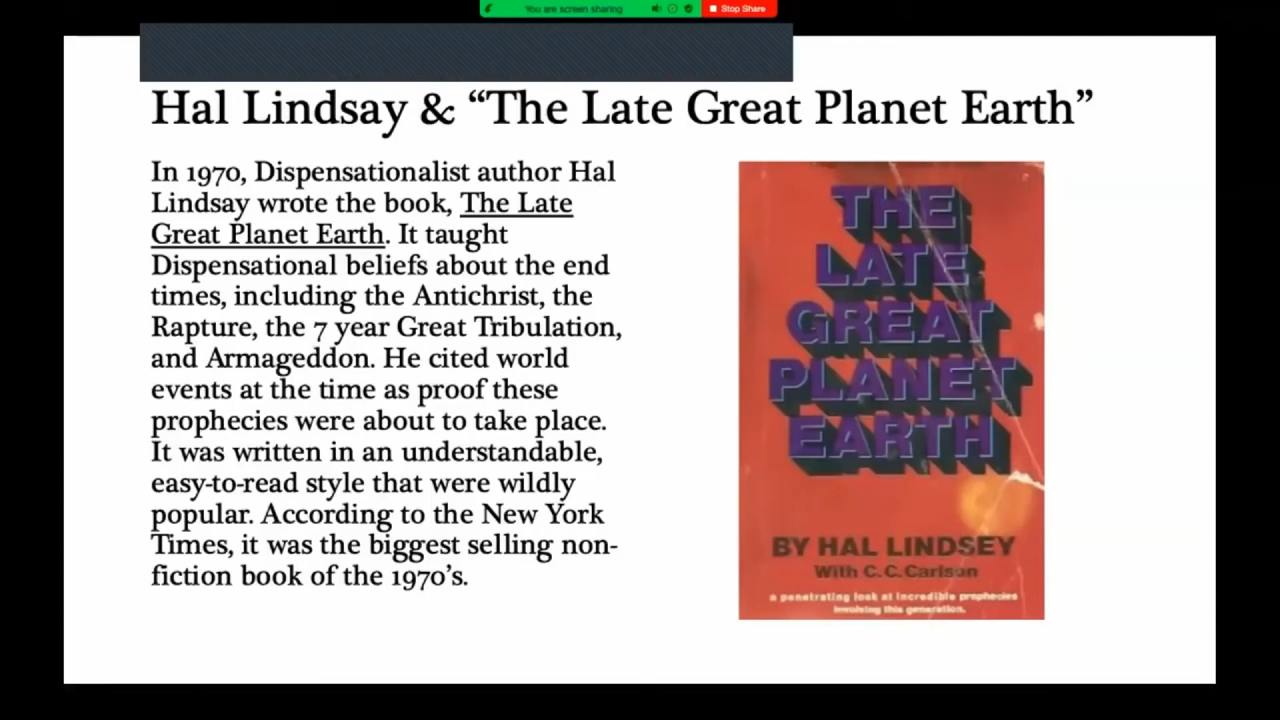 You are screen sharing
Stop Share
Hal Lindsay & “The Late Great Planet Earth”
In 1970, Dispensationalist author Hal
Lindsay wrote the book, The Late
Great Planet Earth. It taught
Dispensational beliefs about the end
times, including the Antichrist, the
Rapture, the 7 year Great Tribulation,
and Armageddon. He cited world
events at the time as proof these
prophecies were about to take place.
It was written in an understandable,
easy-to-read style that were wildly
popular. According to the New York
Times, it was the biggest selling non-
fiction book of the 1970’s.
THE
LATE
GREAT
PLANET
EARTH
BY HAL LINDSEY
With C.C. Carlson
a penetrating look at incredible prophecies
involving this generation.